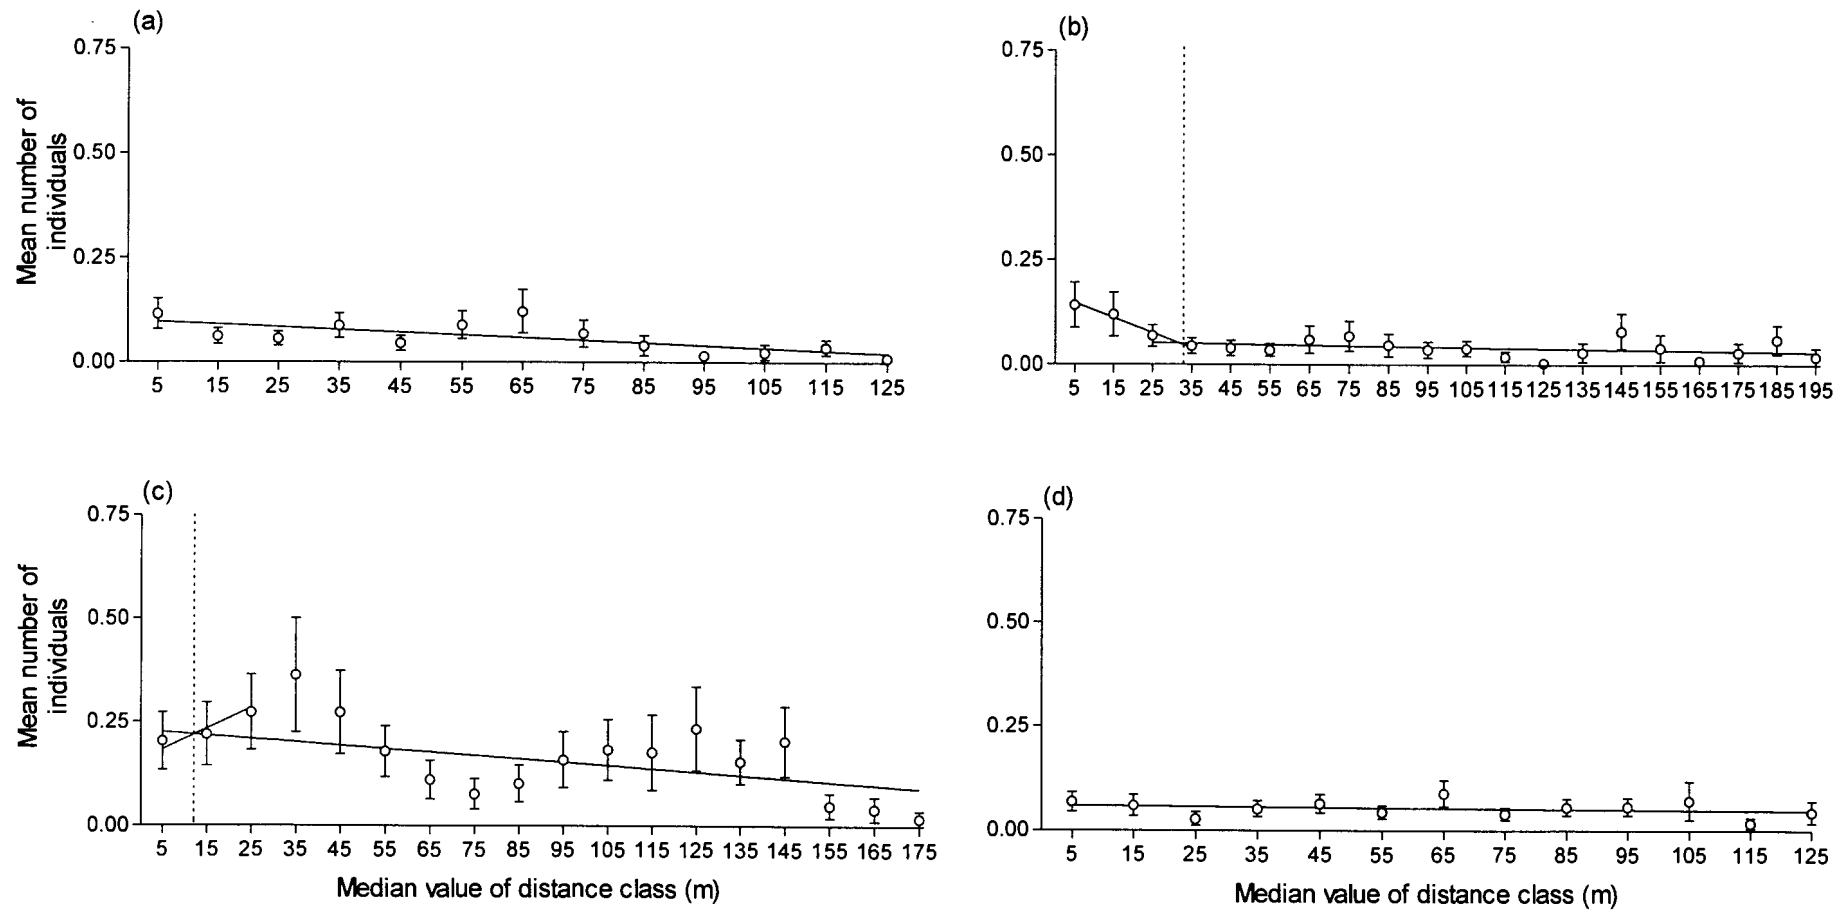 (a)
0.75
0.50
0.25
0.00
Mean number of
individuals
5 15 25 35 45 55 65 75 85 95 105 115 125
(b)
0.75
0.50
0.25
0.00
5 15 25 35 45 55 65 75 85 95 105 115 125 135 145 155 165 175 185 195
(c)
0.75
0.50
0.25
0.00
Mean number of
individuals
5 15 25 35 45 55 65 75 85 95 105 115 125 135 145 155 165 175
Median value of distance class (m)
(d)
0.75
0.50
0.25
0.00
5 15 25 35 45 55 65 75 85 95 105 115 125
Median value of distance class (m)